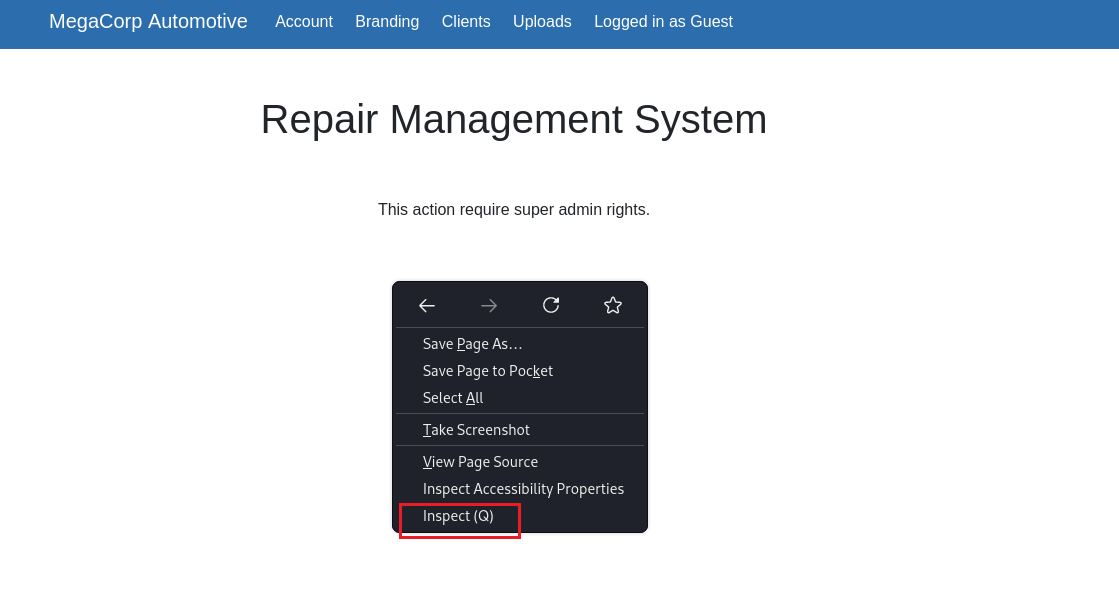 MegaCorp Automotive Account Branding Clients Uploads Logged in as Guest
Repair Management System
This action require super admin rights.
Save Page As…
Save Page to Pocket
Select All
Take Screenshot
View Page Source
Inspect Accessibility Properties
Inspect (Q)